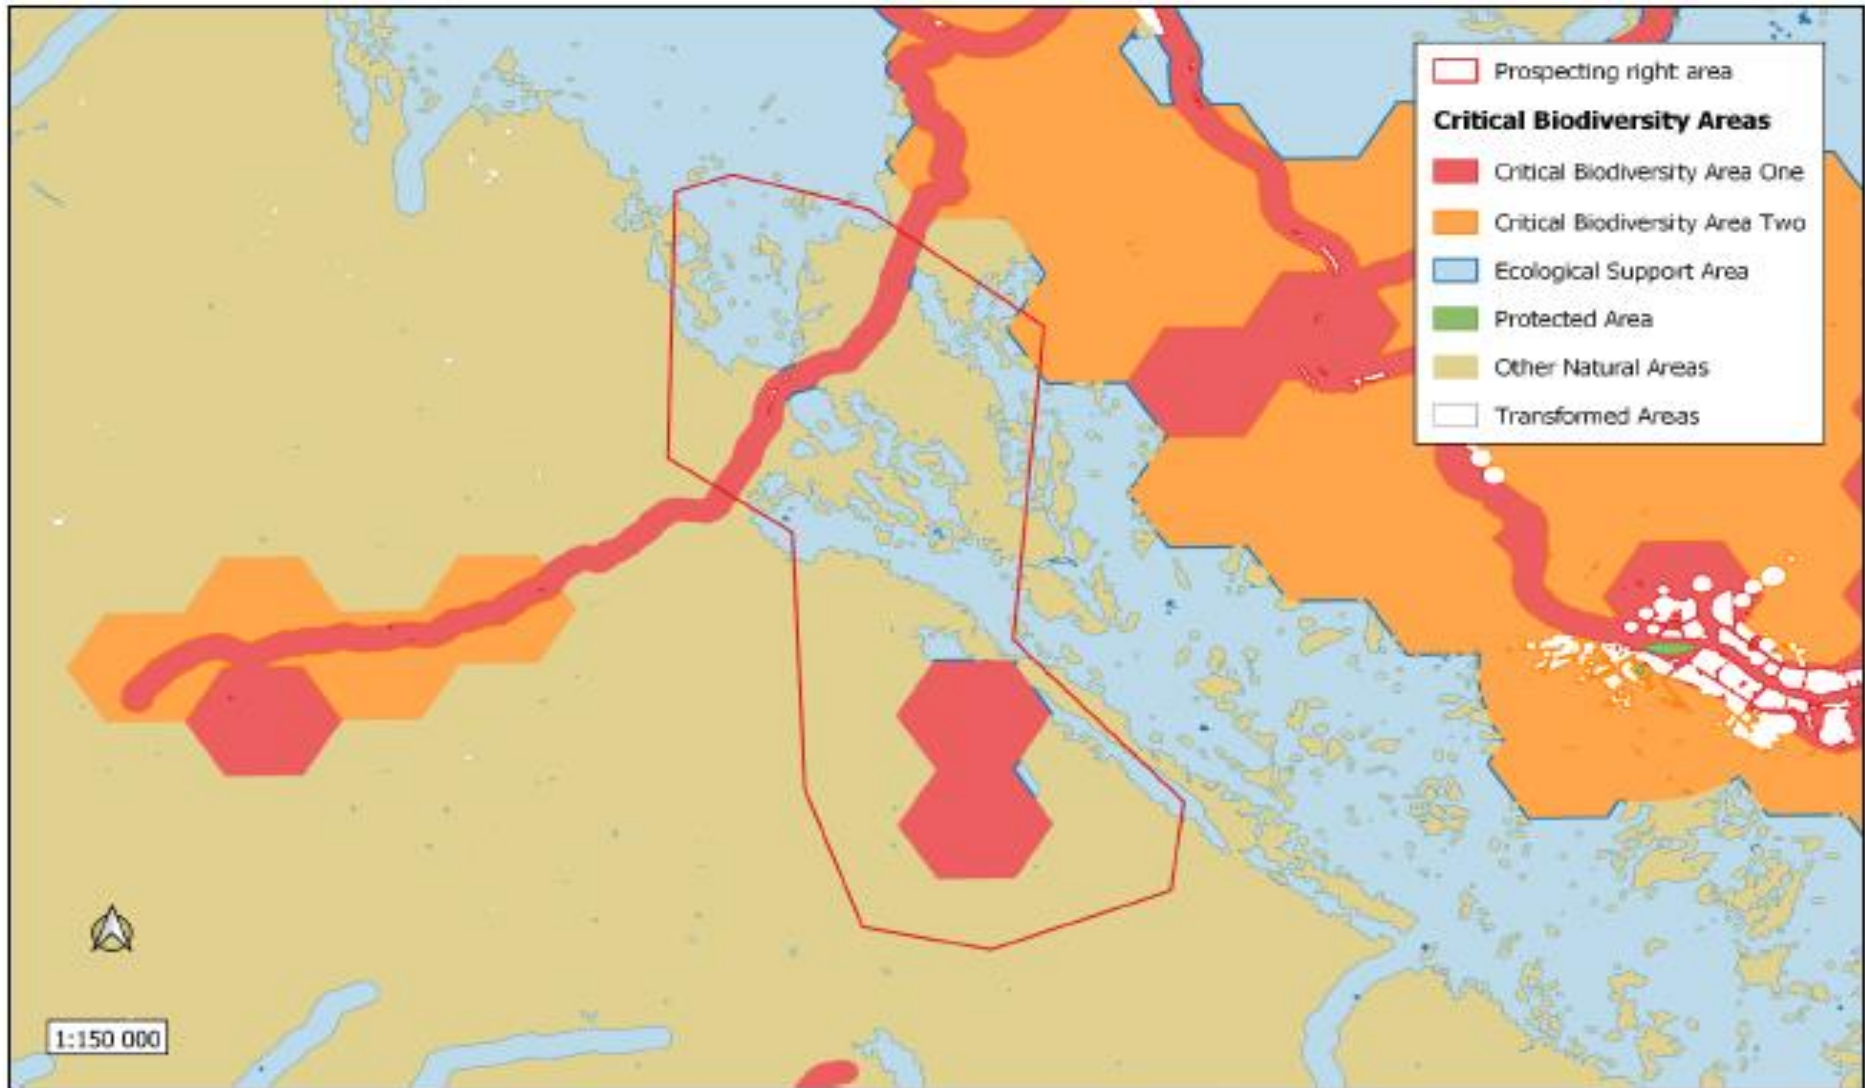 Prospecting right area
Critical Biodiversity Areas
Critical Biodiversity Area One
Critical Biodiversity Area Two
Ecological Support Area
Protected Area
Other Natural Areas
Transformed Areas
1:150 000